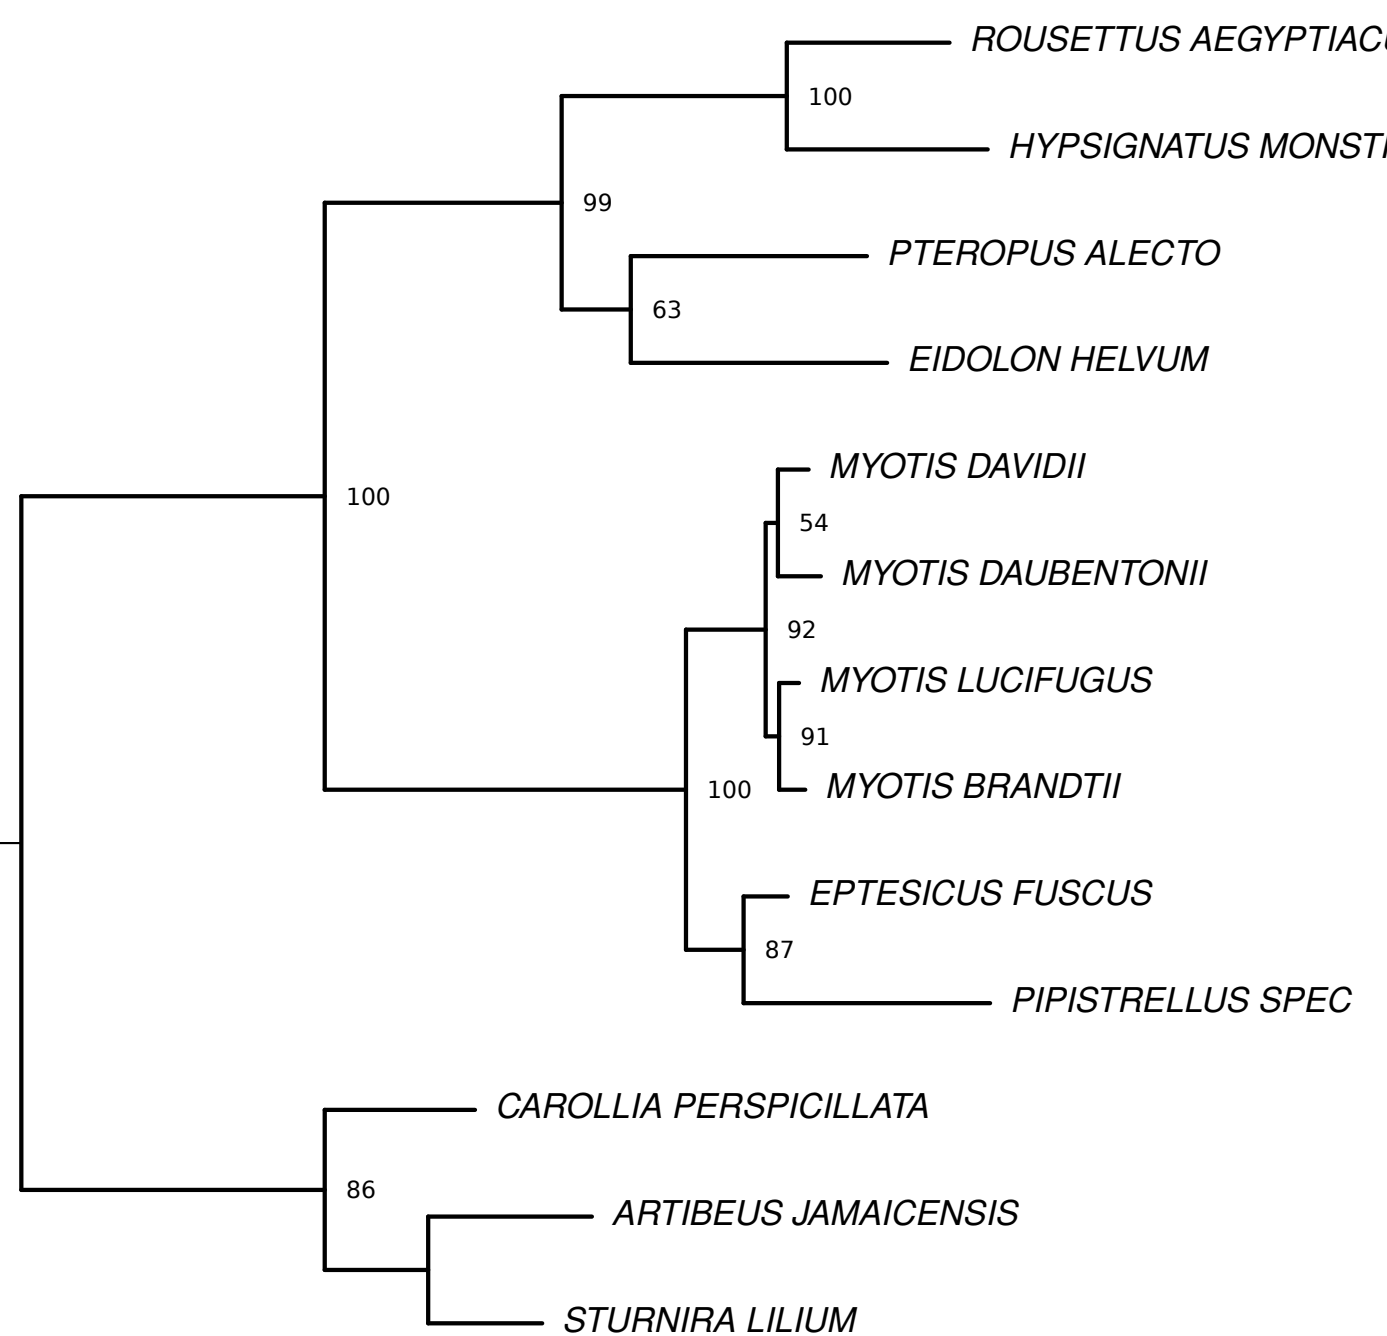 ROUSETTUS AEGYPTIACU
100
HYPSIGNATUS MONST
99
PTEROPUS ALECTO
63
EIDOLON HELVUM
MYOTIS DAVIDII
100
54
MYOTIS DAUBENTONII
92
MYOTIS LUCIFUGUS
91
MYOTIS BRANDTII
100
EPTESICUS FUSCUS
87
PIPISTRELLUS SPEC
CAROLLIA PERSPICILLATA
86
ARTIBEUS JAMAICENSIS
STURNIRA LILIUM